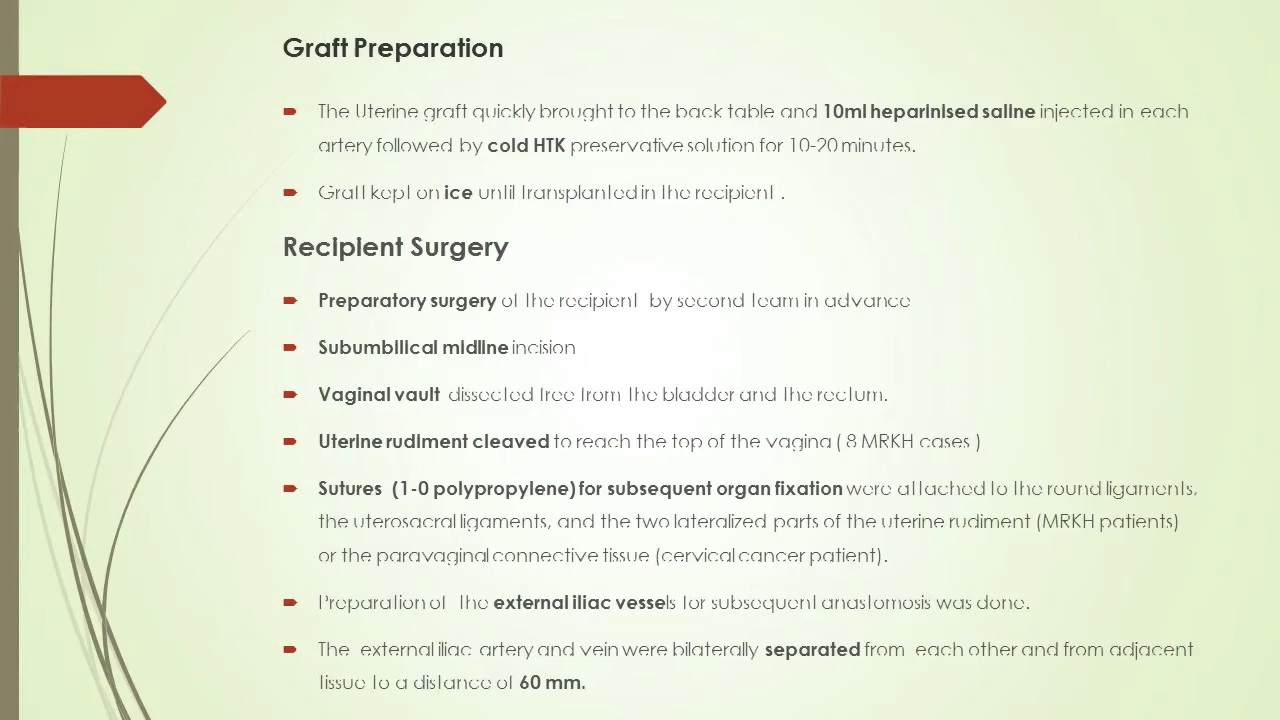 Graft Preparation
The Uterine graft quickly brought to the back table and 10ml heparinised saline injected in each
artery followed by cold HTK preservative solution for 10-20 minutes.
Graft kept on ice until transplanted in the recipient .
Recipient Surgery
Preparatory surgery of the recipient by second team in advance
Subumbilical midline incision
Vaginal vault dissected free from the bladder and the rectum.
Uterine rudiment cleaved to reach the top of the vagina ( 8 MRKH cases )
Sutures (1-0 polypropylene) for subsequent organ fixation were attached to the round ligaments,
the uterosacral ligaments, and the two lateralized parts of the uterine rudiment (MRKH patients)
or the paravaginal connective tissue (cervical cancer patient).
Preparation of the external iliac vessels for subsequent anastomosis was done.
The external iliac artery and vein were bilaterally separated from each other and from adjacent
tissue to a distance of 60 mm.